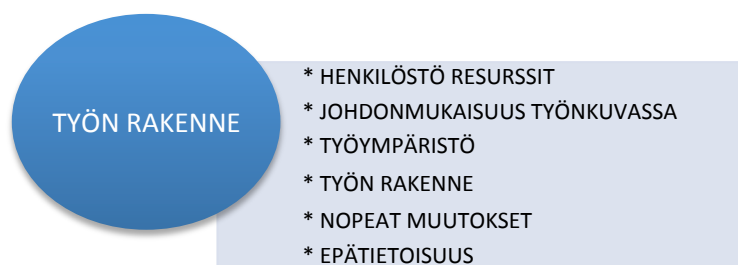 TYÖN RAKENNE
* HENKILÖSTÖ RESURSSIT
* JOHDONMUKAISUUS TYÖNKUVASSA
* TYÖYMPÄRISTÖ
* TYÖN RAKENNE
* NOPEAT MUUTOKSET
* EPÄTIETOISUUS